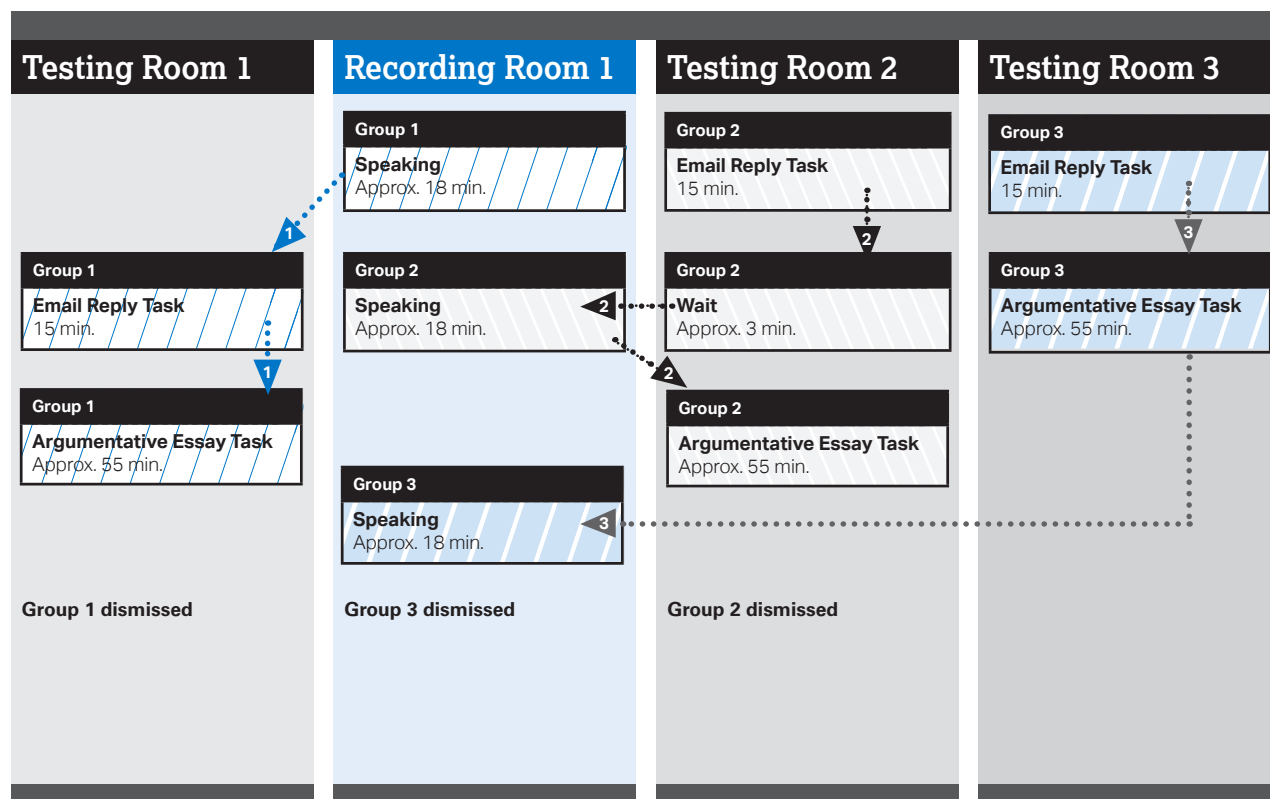 Testing Room 1
Group 1
Email Reply Task
15 min.
1
Group 1
Argumentative Essay Task
Approx. 55 min.
Group 1 dismissed
Recording Room 1
Group 1
Speaking
Approx. 18 min.
1
Group 2
Speaking
Approx. 18 min.
2
Group 3
Speaking
Approx. 18 min.
3
Group 3 dismissed
Testing Room 2
Group 2
Email Reply Task
15 min.
2
Group 2
Wait
Approx. 3 min.
2
Group 2
Argumentative Essay Task
Approx. 55 min.
Group 2 dismissed
Testing Room 3
Group 3
Email Reply Task
15 min.
3
Group 3
Argumentative Essay Task
Approx. 55 min.